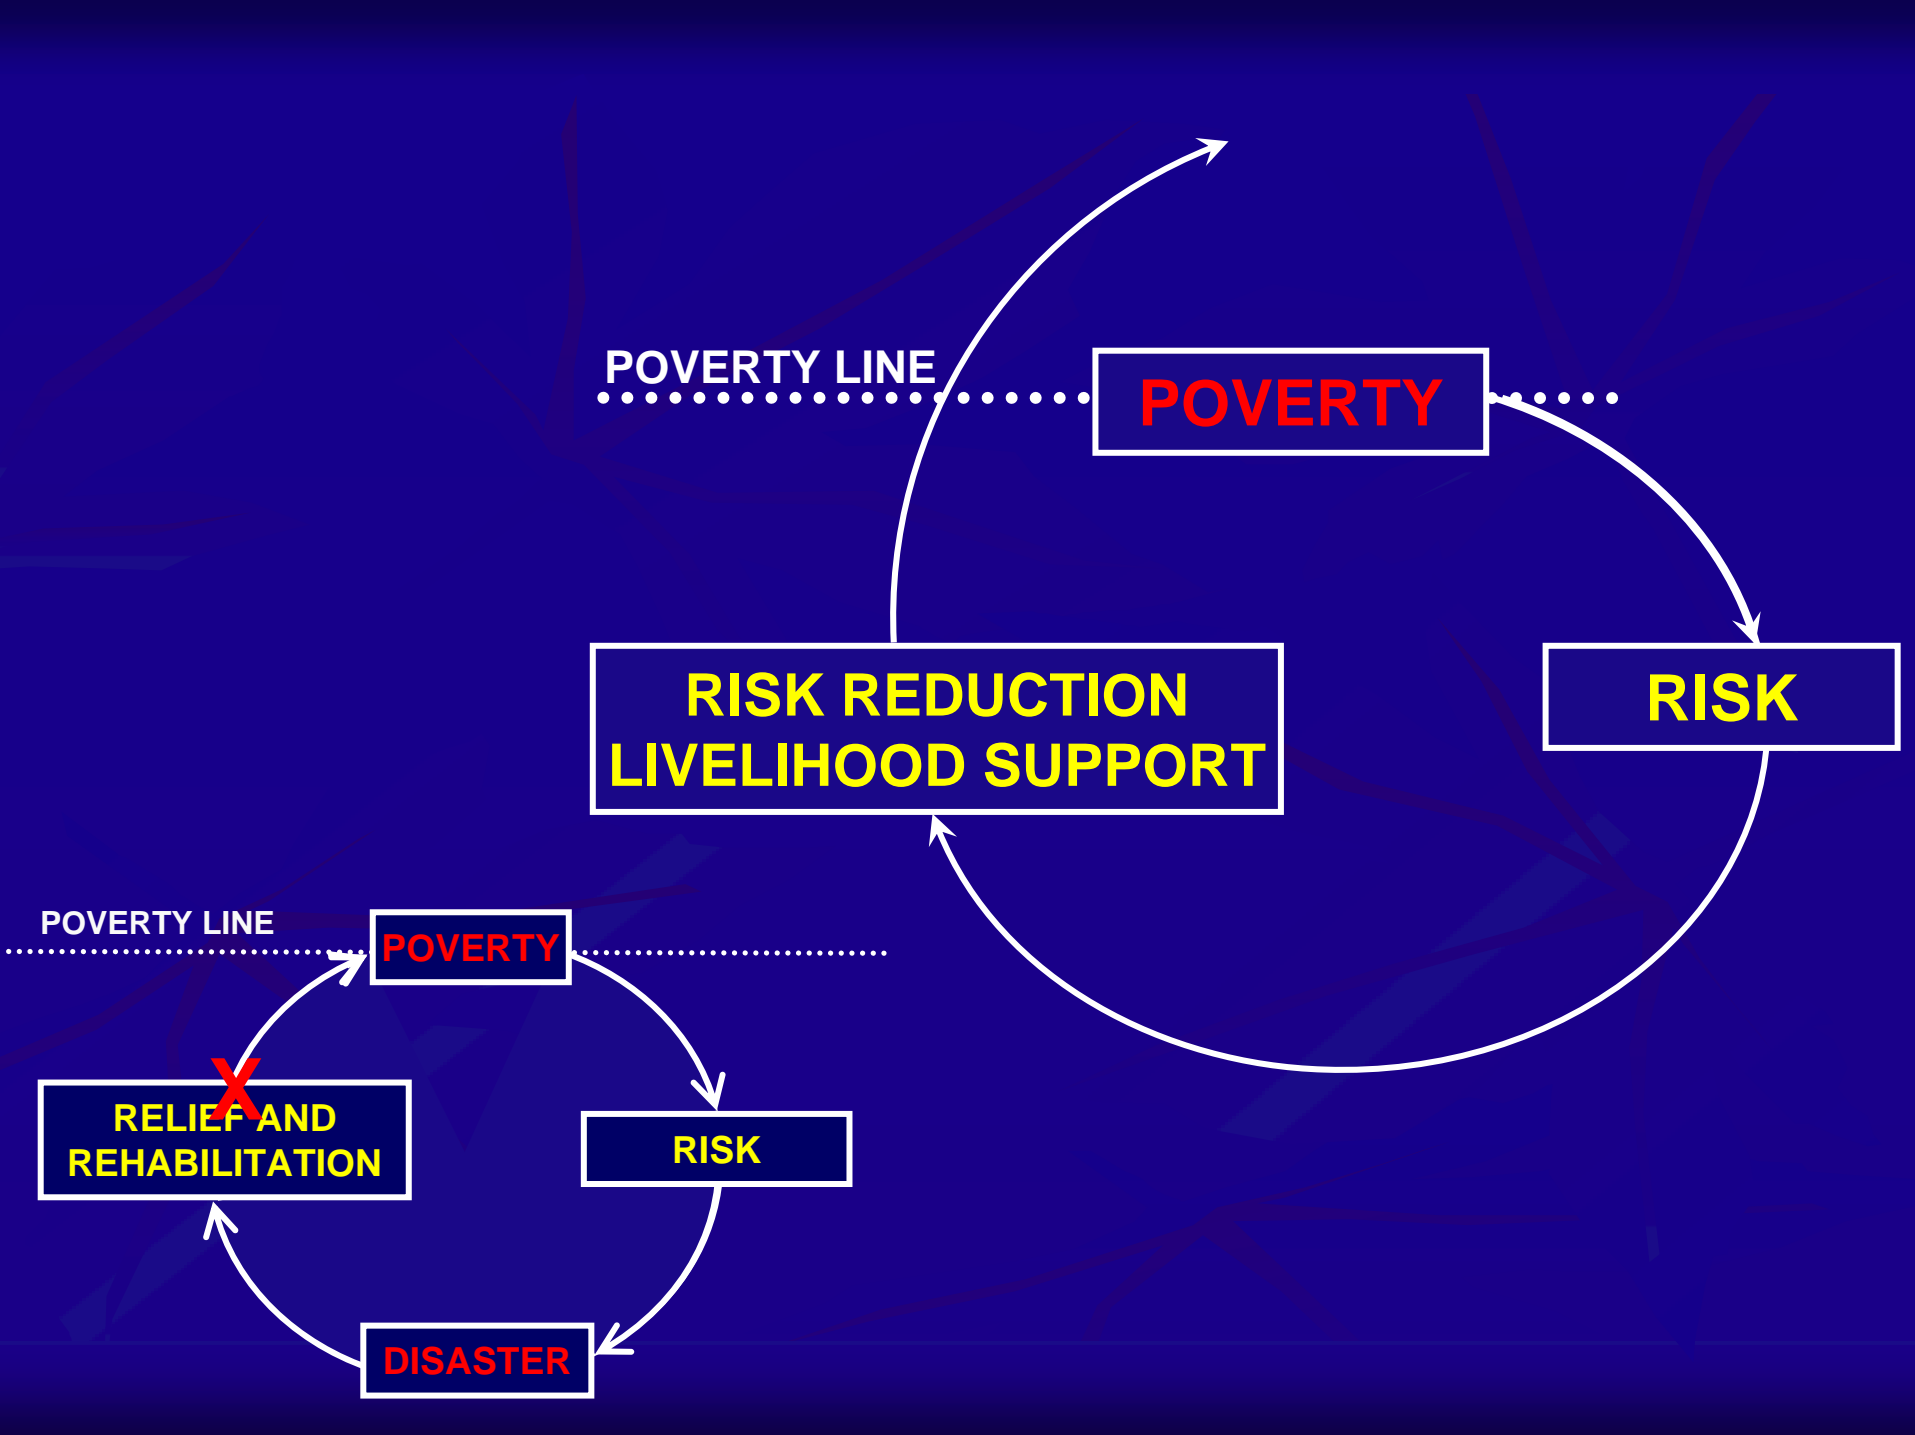 POVERTY LINE
POVERTY
RISK
RISK REDUCTION
LIVELIHOOD SUPPORT
POVERTY LINE
POVERTY
X
RELIEF AND
REHABILITATION
RISK
DISASTER